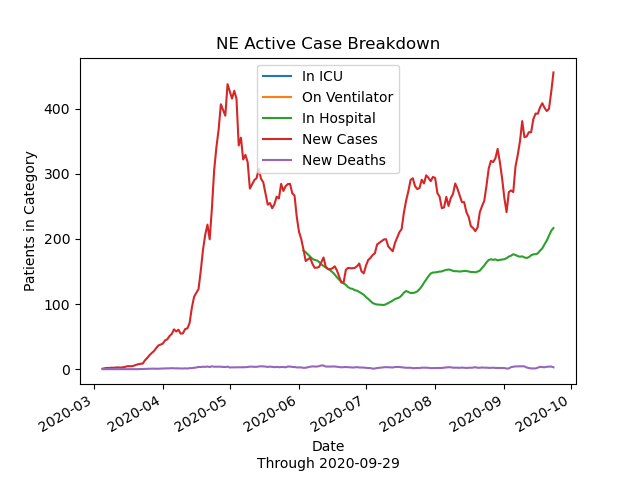 NE Active Case Breakdown
In ICU
On Ventilator
In Hospital
New Cases
New Deaths
Patients in Category
400
300
200
100
0
2020-03
2020-04
2020-05
2020-06
2020-07
2020-08
2020-09
2020-10
Date
Through 2020-09-29